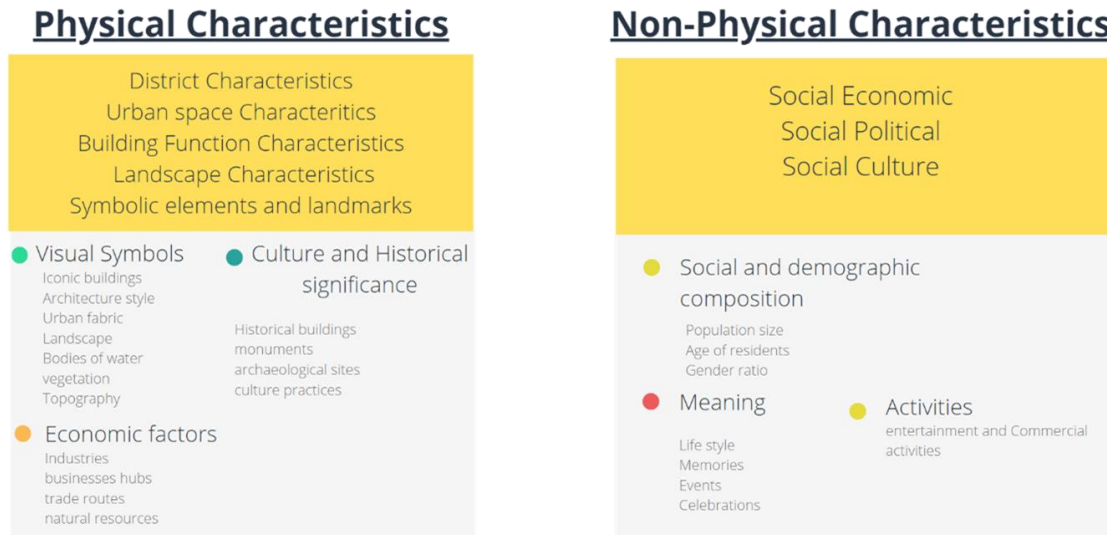 Physical Characteristics
District Characteristics
Urban space Characteritics
Building Function Characteristics
Landscape Characteristics
Symbolic elements and landmarks
Visual Symbols
Iconic buildings
Architecture style
Urban fabric
Landscape
Bodies of water
vegetation
Topography
Culture and Historical
significance
Historical buildings
monuments
archaeological sites
culture practices
Economic factors
Industries
businesses hubs
trade routes
natural resources
Non-Physical Characteristics
Social Economic
Social Political
Social Culture
Social and demographic
composition
Population size
Age of residents
Gender ratio
Meaning
Life style
Memories
Events
Celebrations
Activities
entertainment and Commercial
activities